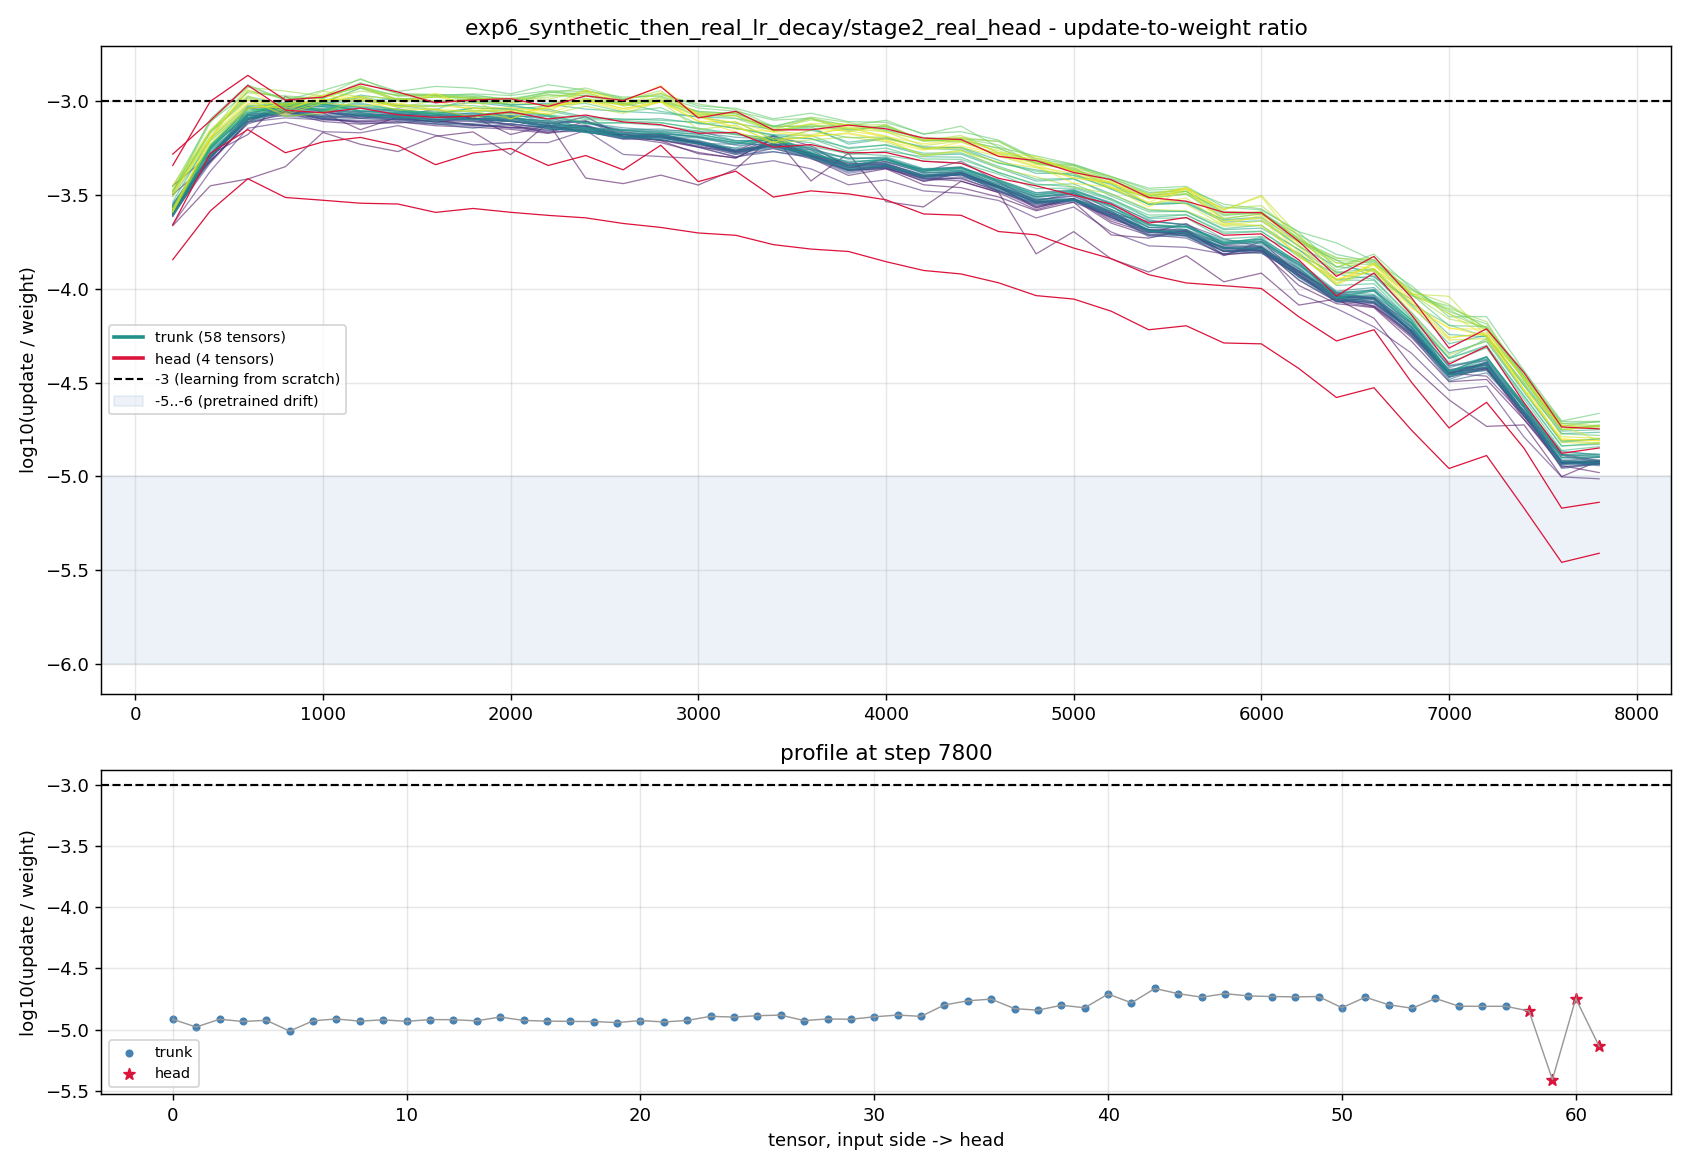 exp6_synthetic_then_real_lr_decay/stage2_real_head - update-to-weight ratio
log10(update / weight)
−3.0
−3.5
−4.0
−4.5
−5.0
−5.5
−6.0
trunk (58 tensors)
head (4 tensors)
-3 (learning from scratch)
-5..-6 (pretrained drift)
0 1000 2000 3000 4000 5000 6000 7000 8000
profile at step 7800
log10(update / weight)
−3.0
−3.5
−4.0
−4.5
−5.0
−5.5
trunk
head
0 10 20 30 40 50 60
tensor, input side -> head